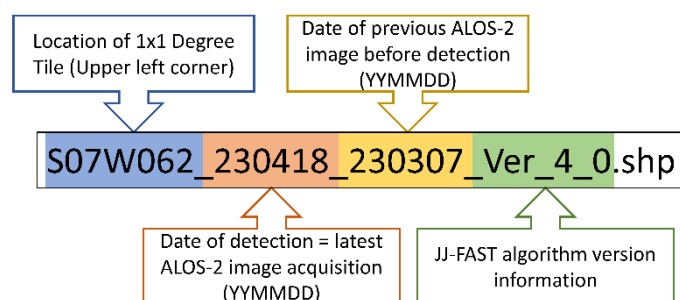 Location of 1x1 Degree
Tile (Upper left corner)
Date of previous ALOS-2
image before detection
(YYMMDD)
S07W062_230418_230307_Ver_4_0.shp
Date of detection = latest
ALOS-2 image acquisition
(YYMMDD)
JJ-FAST algorithm version
information